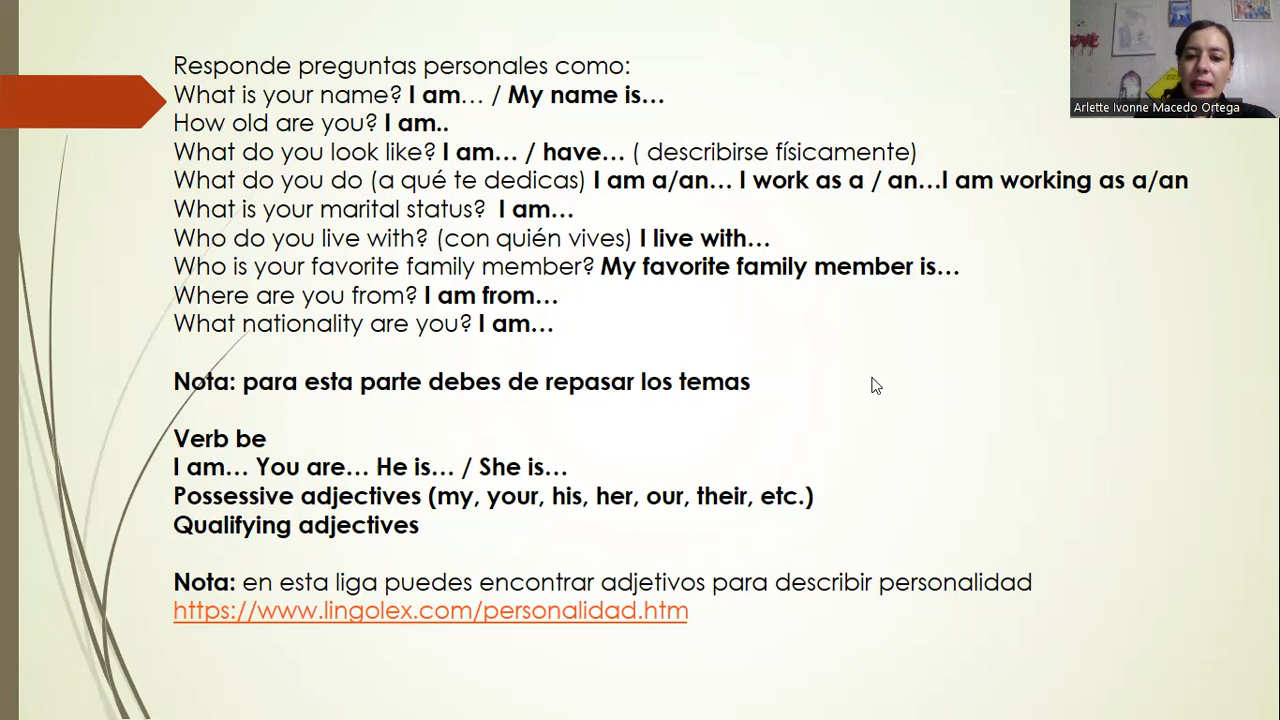 Responde preguntas personales como:
What is your name? I am… / My name is…
How old are you? I am..
What do you look like? I am… / have… ( describirse físicamente)
What do you do (a qué te dedicas) I am a/an… I work as a / an…I am working as a/an
What is your marital status?  I am…
Who do you live with? (con quién vives) I live with…
Who is your favorite family member? My favorite family member is…
Where are you from? I am from…
What nationality are you? I am…
Nota: para esta parte debes de repasar los temas
Verb be
I am… You are… He is… / She is…
Possessive adjectives (my, your, his, her, our, their, etc.)
Qualifying adjectives
Nota: en esta liga puedes encontrar adjetivos para describir personalidad
https://www.lingolex.com/personalidad.htm
Arlette Ivonne Macedo Ortega